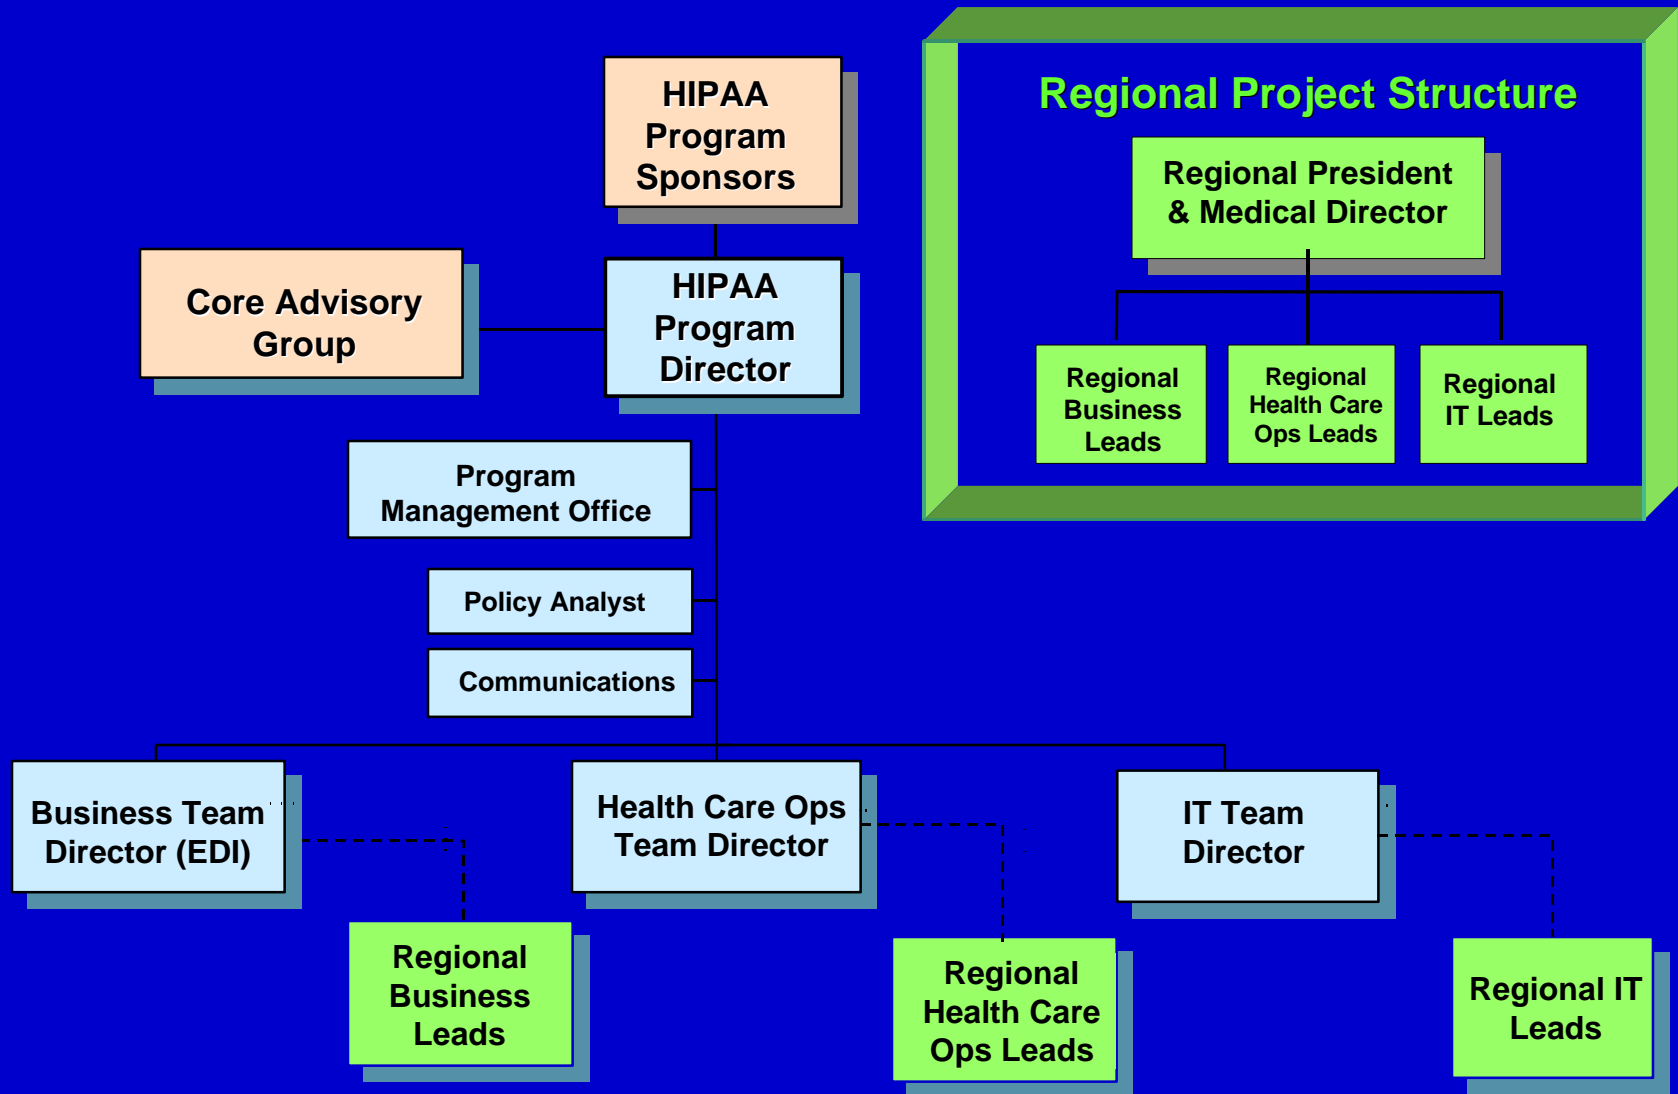 HIPAA
Program
Sponsors
Core Advisory
Group
HIPAA
Program
Director
Program
Management Office
Policy Analyst
Communications
Business Team
Director (EDI)
Health Care Ops
Team Director
IT Team
Director
Regional
Business
Leads
Regional
Health Care
Ops Leads
Regional IT
Leads
Regional Project Structure
Regional President
& Medical Director
Regional
Business
Leads
Regional
Health Care
Ops Leads
Regional
IT Leads